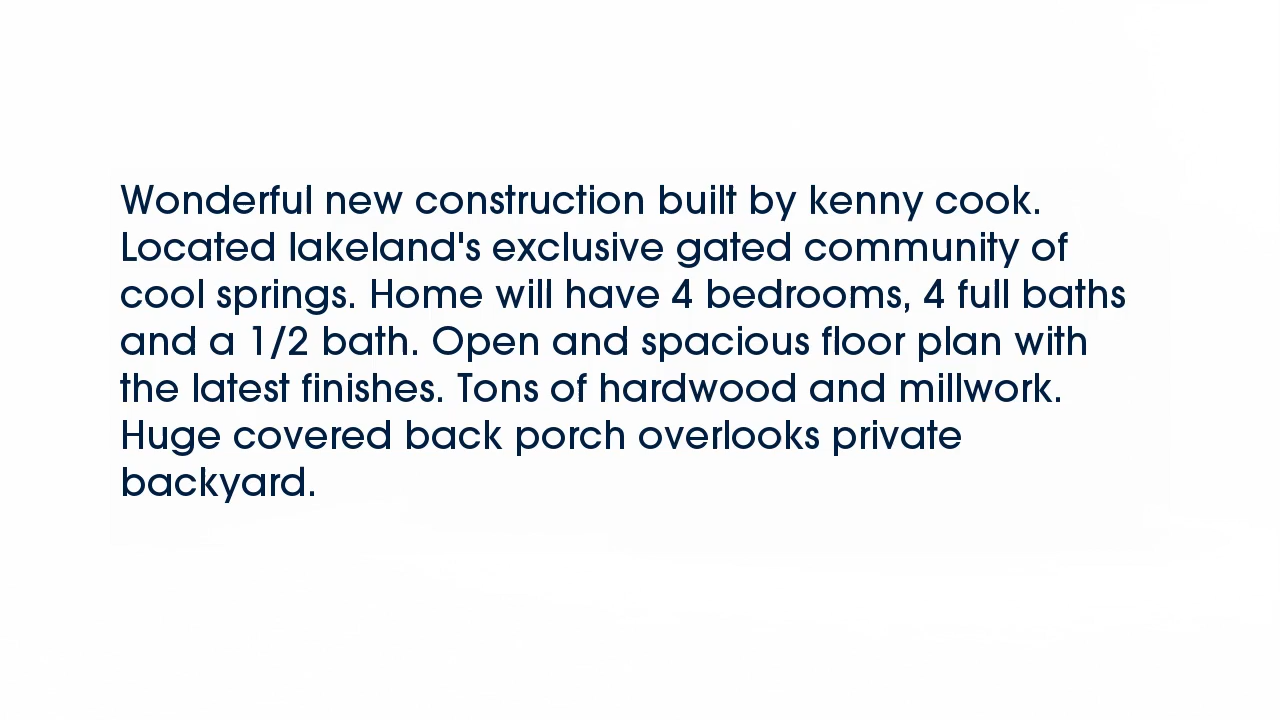 Wonderful new construction built by kenny cook.
Located lakeland's exclusive gated community of
cool springs. Home will have 4 bedrooms, 4 full baths
and a 1/2 bath. Open and spacious floor plan with
the latest finishes. Tons of hardwood and millwork.
Huge covered back porch overlooks private
backyard.